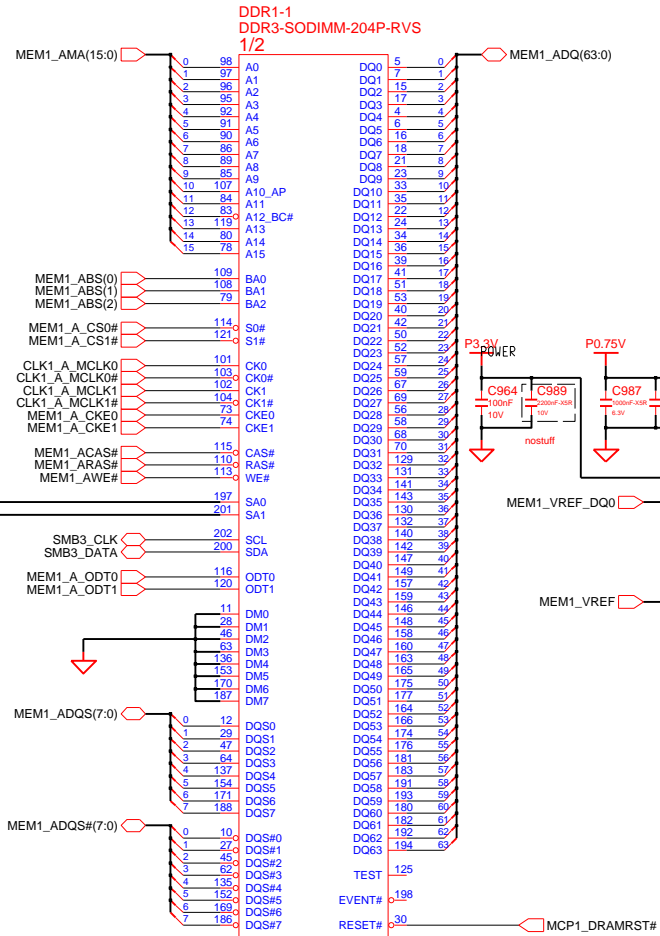 DDR1-1
DDR3-SODIMM-204P-RVS
1/2
MEM1_AMA(15:0)
0 98 A0
1 97 A1
2 96 A2
3 95 A3
4 92 A4
5 91 A5
6 90 A6
7 86 A7
8 89 A8
9 85 A9
10 107 A10_AP
11 84 A11
12 83 A12_BC#
13 119 A13
14 80 A14
15 78 A15
MEM1_ABS(0) 109 BA0
MEM1_ABS(1) 108 BA1
MEM1_ABS(2) 79 BA2
MEM1_A_CS0# 114 S0#
MEM1_A_CS1# 121 S1#
CLK1_A_MCLK0 101 CK0
CLK1_A_MCLK0# 103 CK0#
CLK1_A_MCLK1 102 CK1
CLK1_A_MCLK1# 104 CK1#
MEM1_A_CKE0 73 CKE0
MEM1_A_CKE1 74 CKE1
MEM1_ACAS# 115 CAS#
MEM1_ARAS# 110 RAS#
MEM1_AWE# 113 WE#
197 SA0
201 SA1
SMB3_CLK 202 SCL
SMB3_DATA 200 SDA
MEM1_A_ODT0 116 ODT0
MEM1_A_ODT1 120 ODT1
11 DM0
28 DM1
46 DM2
63 DM3
136 DM4
153 DM5
170 DM6
187 DM7
MEM1_ADQS(7:0)
0 12 DQS0
1 29 DQS1
2 47 DQS2
3 64 DQS3
4 137 DQS4
5 154 DQS5
6 171 DQS6
7 188 DQS7
MEM1_ADQS#(7:0)
0 10 DQS#0
1 27 DQS#1
2 45 DQS#2
3 62 DQS#3
4 135 DQS#4
5 152 DQS#5
6 169 DQS#6
7 186 DQS#7
MEM1_ADQ(63:0)
DQ0 5 0
DQ1 7 1
DQ2 15 2
DQ3 17 3
DQ4 4 4
DQ5 6 5
DQ6 16 6
DQ7 18 7
DQ8 21 8
DQ9 23 9
DQ10 33 10
DQ11 35 11
DQ12 22 12
DQ13 24 13
DQ14 34 14
DQ15 36 15
DQ16 39 16
DQ17 41 17
DQ18 51 18
DQ19 53 19
DQ20 40 20
DQ21 42 21
DQ22 50 22
DQ23 52 23
DQ24 57 24
DQ25 59 25
DQ26 67 26
DQ27 69 27
DQ28 56 28
DQ29 58 29
DQ30 68 30
DQ31 70 31
DQ32 129 32
DQ33 131 33
DQ34 141 34
DQ35 143 35
DQ36 130 36
DQ37 132 37
DQ38 140 38
DQ39 142 39
DQ40 147 40
DQ41 149 41
DQ42 157 42
DQ43 159 43
DQ44 146 44
DQ45 148 45
DQ46 158 46
DQ47 160 47
DQ48 163 48
DQ49 165 49
DQ50 175 50
DQ51 177 51
DQ52 164 52
DQ53 166 53
DQ54 174 54
DQ55 176 55
DQ56 181 56
DQ57 183 57
DQ58 191 58
DQ59 193 59
DQ60 180 60
DQ61 182 61
DQ62 192 62
DQ63 194 63
TEST 125
EVENT# 198
RESET# 30 MCP1_DRAMRST#
P3.3V
POWER
C964
100nF
10V
C989
2200nF-X5R
10V
nostuff
P0.75V
C987
1000nF-X5R
6.3V
MEM1_VREF_DQ0
MEM1_VREF